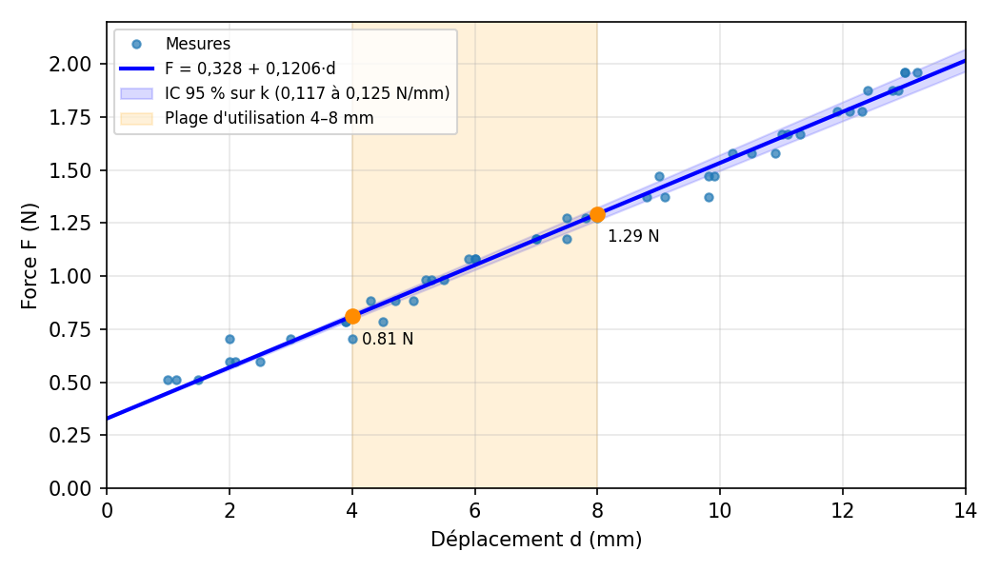 Mesures
F = 0,328 + 0,1206·d
IC 95 % sur k (0,117 à 0,125 N/mm)
Plage d'utilisation 4–8 mm
Force F (N)
2.00
1.75
1.50
1.25
1.00
0.75
0.50
0.25
0.00
1.29 N
0.81 N
0 2 4 6 8 10 12 14
Déplacement d (mm)